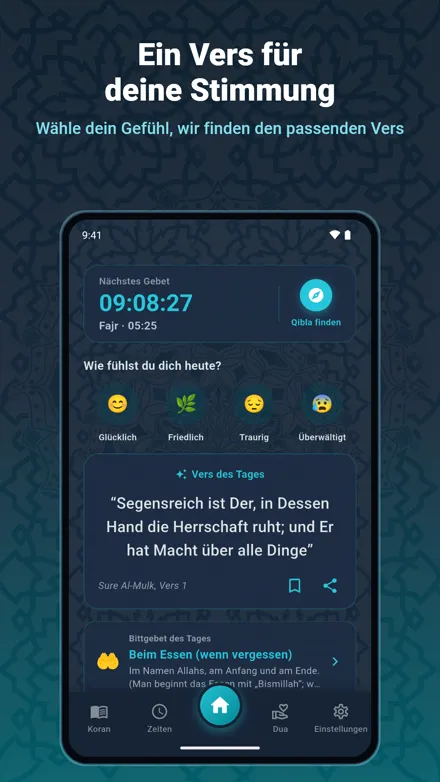 Ein Vers für
deine Stimmung
Wähle dein Gefühl, wir finden den passenden Vers
9:41
Nächstes Gebet
09:08:27
Fajr · 05:25
Qibla finden
Wie fühlst du dich heute?
Glücklich
Friedlich
Traurig
Überwältigt
Vers des Tages
“Segensreich ist Der, in Dessen
Hand die Herrschaft ruht; und Er
hat Macht über alle Dinge”
Sure Al-Mulk, Vers 1
Bittgebet des Tages
Beim Essen (wenn vergessen)
Im Namen Allahs, am Anfang und am Ende.
(Man beginnt das Essen mit „Bismillah“; w…
Koran
Zeiten
Dua
Einstellungen